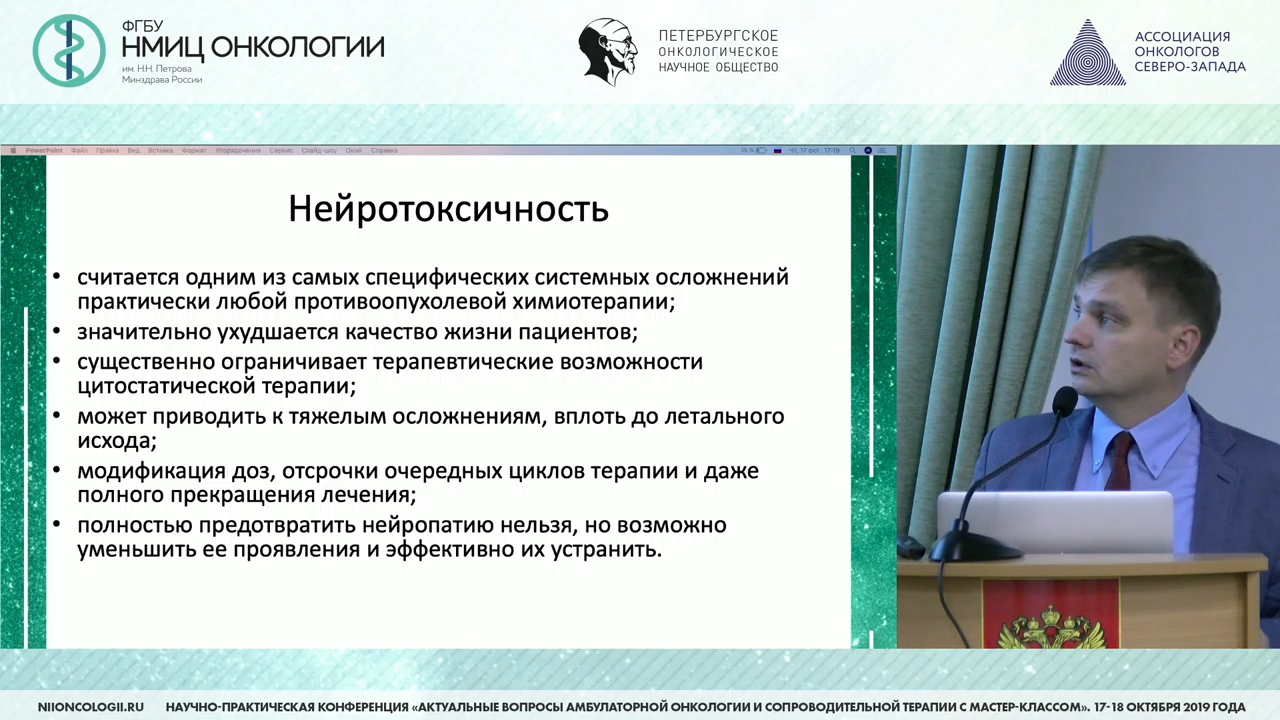 ФГБУ
НМИЦ ОНКОЛОГИИ
им. Н.Н. Петрова
Минздрава России
ПЕТЕРБУРГСКОЕ
ОНКОЛОГИЧЕСКОЕ
НАУЧНОЕ ОБЩЕСТВО
АССОЦИАЦИЯ
ОНКОЛОГОВ
СЕВЕРО-ЗАПАДА
PowerPoint Файл Правка Вид Вставка Формат Упорядочение Сервис Слайд-шоу Окно Справка Чт, 17 окт. 17:19
Нейротоксичность
• считается одним из самых специфических системных осложнений
практически любой противоопухолевой химиотерапии;
• значительно ухудшается качество жизни пациентов;
• существенно ограничивает терапевтические возможности
цитостатической терапии;
• может приводить к тяжелым осложнениям, вплоть до летального
исхода;
• модификация доз, отсрочки очередных циклов терапии и даже
полного прекращения лечения;
• полностью предотвратить нейропатию нельзя, но возможно
уменьшить ее проявления и эффективно их устранить.
NIIONCOLOGII.RU НАУЧНО-ПРАКТИЧЕСКАЯ КОНФЕРЕНЦИЯ «АКТУАЛЬНЫЕ ВОПРОСЫ АМБУЛАТОРНОЙ ОНКОЛОГИИ И СОПРОВОДИТЕЛЬНОЙ ТЕРАПИИ С МАСТЕР-КЛАССОМ». 17-18 ОКТЯБРЯ 2019 ГОДА